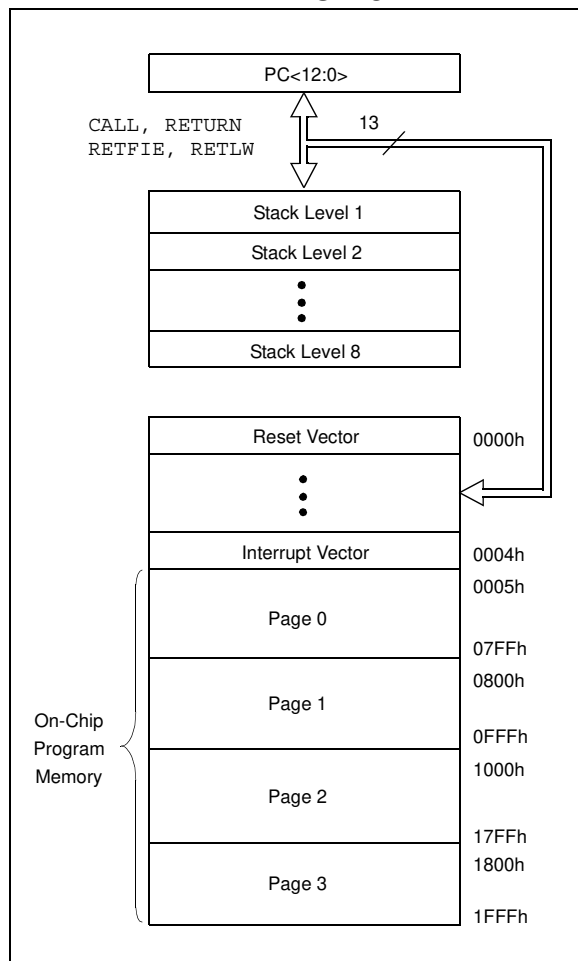 PC<12:0>
CALL, RETURN
RETFIE, RETLW
13
Stack Level 1
Stack Level 2
Stack Level 8
Reset Vector
0000h
Interrupt Vector
0004h
0005h
Page 0
07FFh
0800h
Page 1
0FFFh
On-Chip
Program
Memory
1000h
Page 2
17FFh
1800h
Page 3
1FFFh